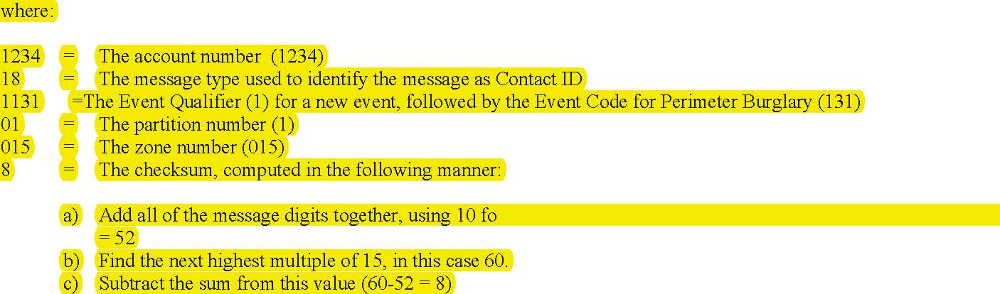 where:
1234 = The account number (1234)
18 = The message type used to identify the message as Contact ID
1131 =The Event Qualifier (1) for a new event, followed by the Event Code for Perimeter Burglary (131)
01 = The partition number (1)
015 = The zone number (015)
8 = The checksum, computed in the following manner:
a) Add all of the message digits together, using 10 fo
= 52
b) Find the next highest multiple of 15, in this case 60.
c) Subtract the sum from this value (60-52 = 8)